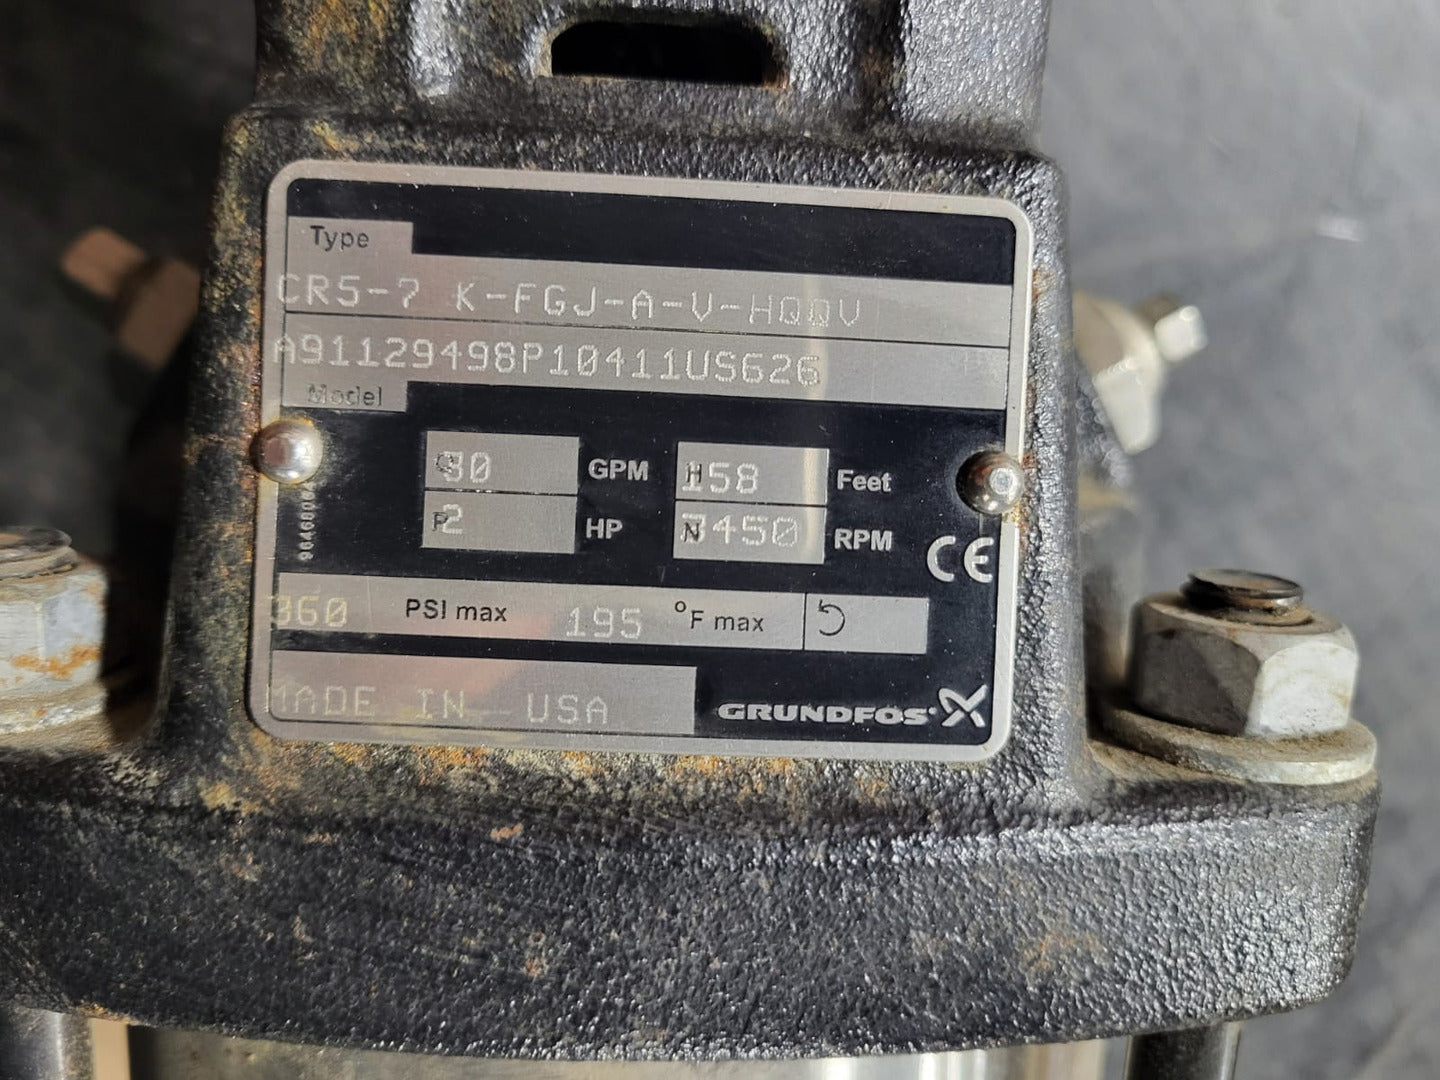 Type
CR5-7 K-FGJ-A-V-HQQV
A91129498P10411US626
Model
Q 30 GPM H 158 Feet
P 2 HP N 3450 RPM
CE
360 PSI max 195 °F max
MADE IN USA
GRUNDFOS